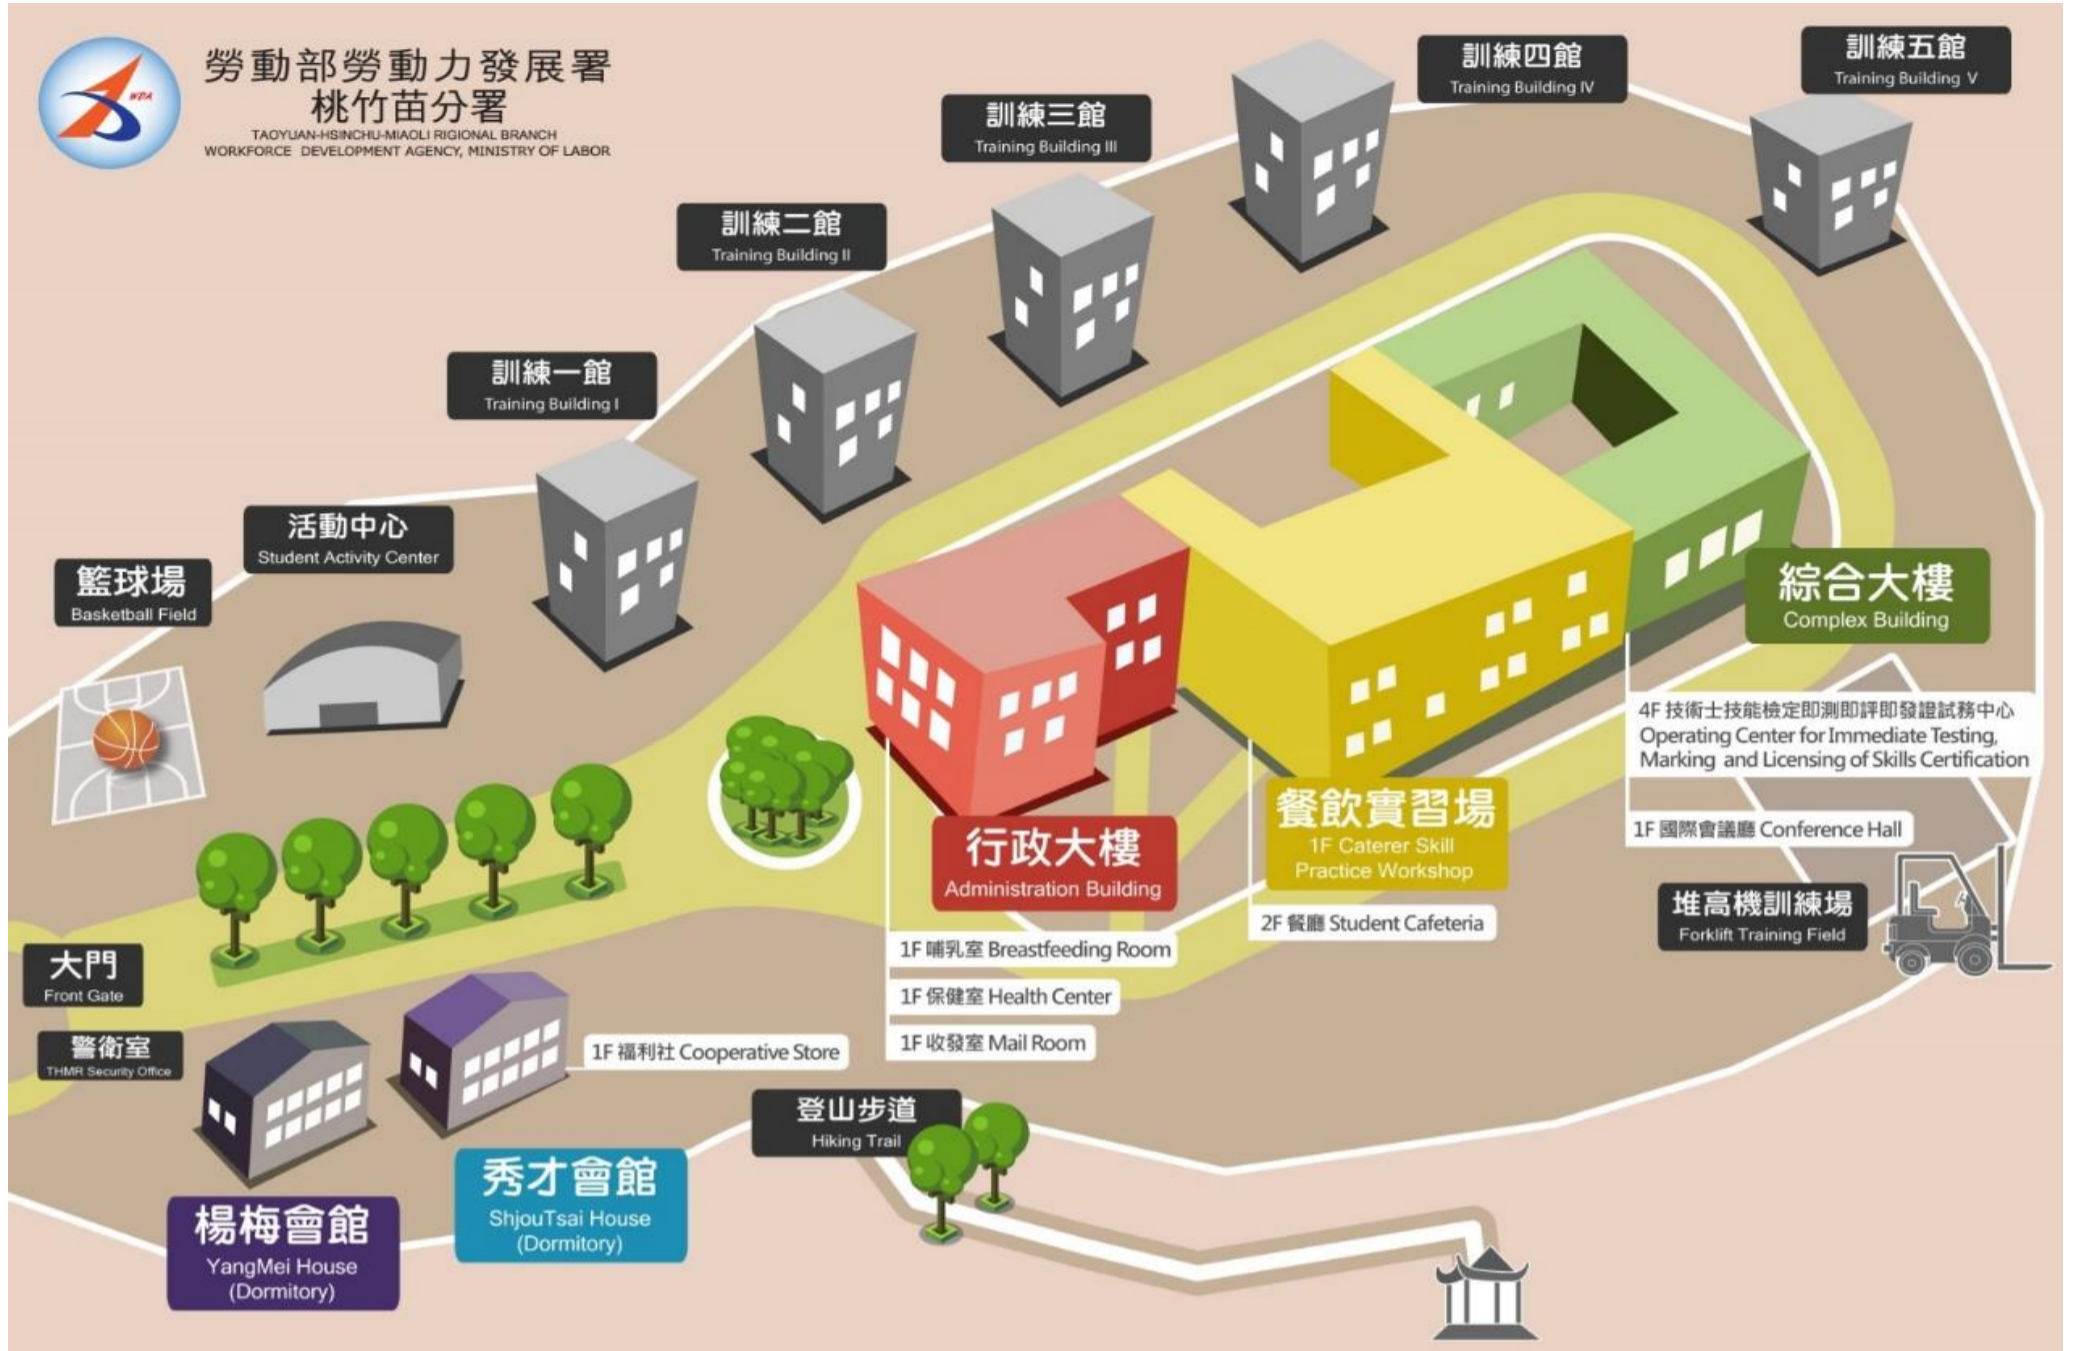 WDA
勞動部勞動力發展署
桃竹苗分署
TAOYUAN-HSINCHU-MIAOLI RIGIONAL BRANCH
WORKFORCE DEVELOPMENT AGENCY, MINISTRY OF LABOR
訓練五館
Training Building V
訓練四館
Training Building IV
訓練三館
Training Building III
訓練二館
Training Building II
訓練一館
Training Building I
活動中心
Student Activity Center
籃球場
Basketball Field
綜合大樓
Complex Building
4F 技術士技能檢定即測即評即發證試務中心
Operating Center for Immediate Testing,
Marking and Licensing of Skills Certification
1F 國際會議廳 Conference Hall
餐飲實習場
1F Caterer Skill
Practice Workshop
2F 餐廳 Student Cafeteria
行政大樓
Administration Building
1F 哺乳室 Breastfeeding Room
1F 保健室 Health Center
1F 收發室 Mail Room
堆高機訓練場
Forklift Training Field
大門
Front Gate
警衛室
THMR Security Office
1F 福利社 Cooperative Store
登山步道
Hiking Trail
秀才會館
ShjouTsai House
(Dormitory)
楊梅會館
YangMei House
(Dormitory)